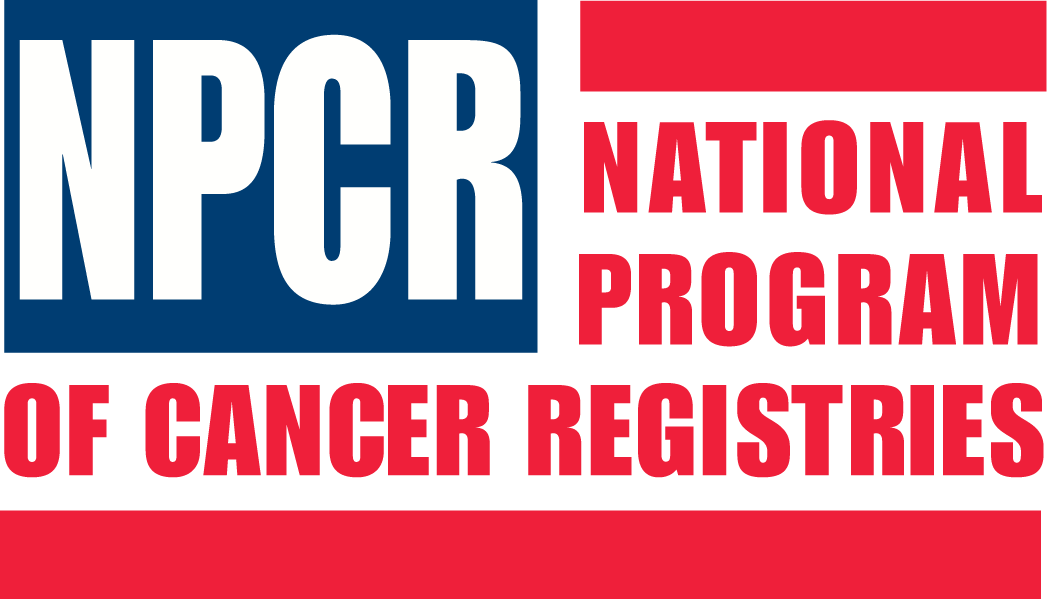 NPCR
NATIONAL
PROGRAM
OF CANCER REGISTRIES